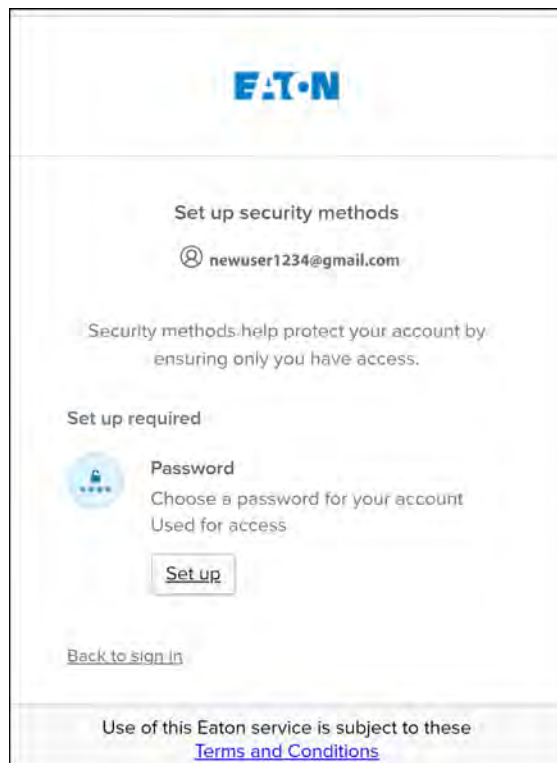 EATON
Set up security methods
newuser1234@gmail.com
Security methods help protect your account by
ensuring only you have access.
Set up required
Password
Choose a password for your account
Used for access
Set up
Back to sign in
Use of this Eaton service is subject to these
Terms and Conditions